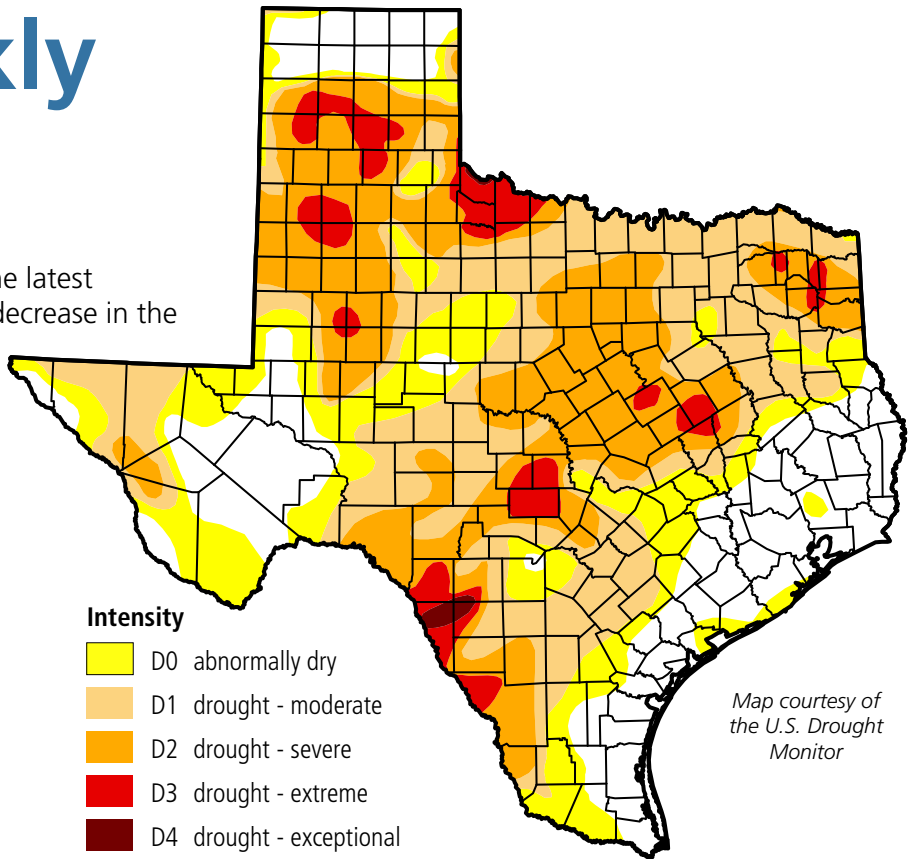 kly
ne latest
decrease in the
Intensity
D0 abnormally dry
D1 drought - moderate
D2 drought - severe
D3 drought - extreme
D4 drought - exceptional
Map courtesy of
the U.S. Drought
Monitor